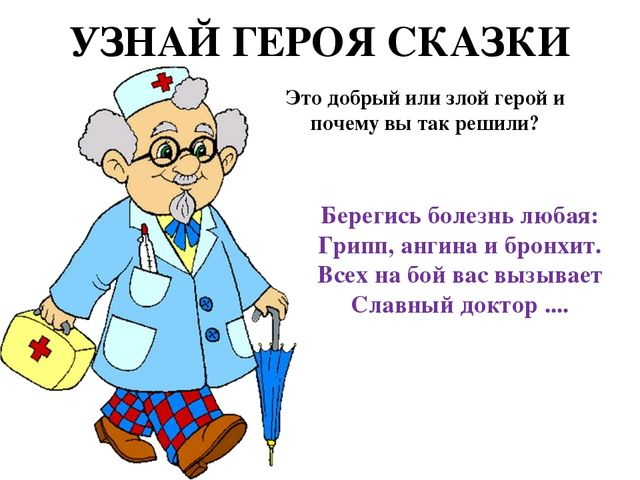 УЗНАЙ ГЕРОЯ СКАЗКИ
Это добрый или злой герой и
почему вы так решили?
Берегись болезнь любая:
Грипп, ангина и бронхит.
Всех на бой вас вызывает
Славный доктор ....